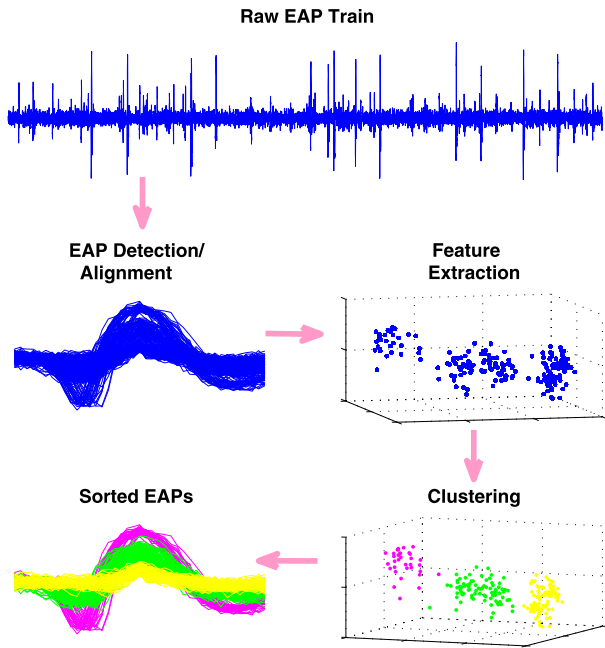 Raw EAP Train
EAP Detection/
Alignment
Feature
Extraction
Sorted EAPs
Clustering